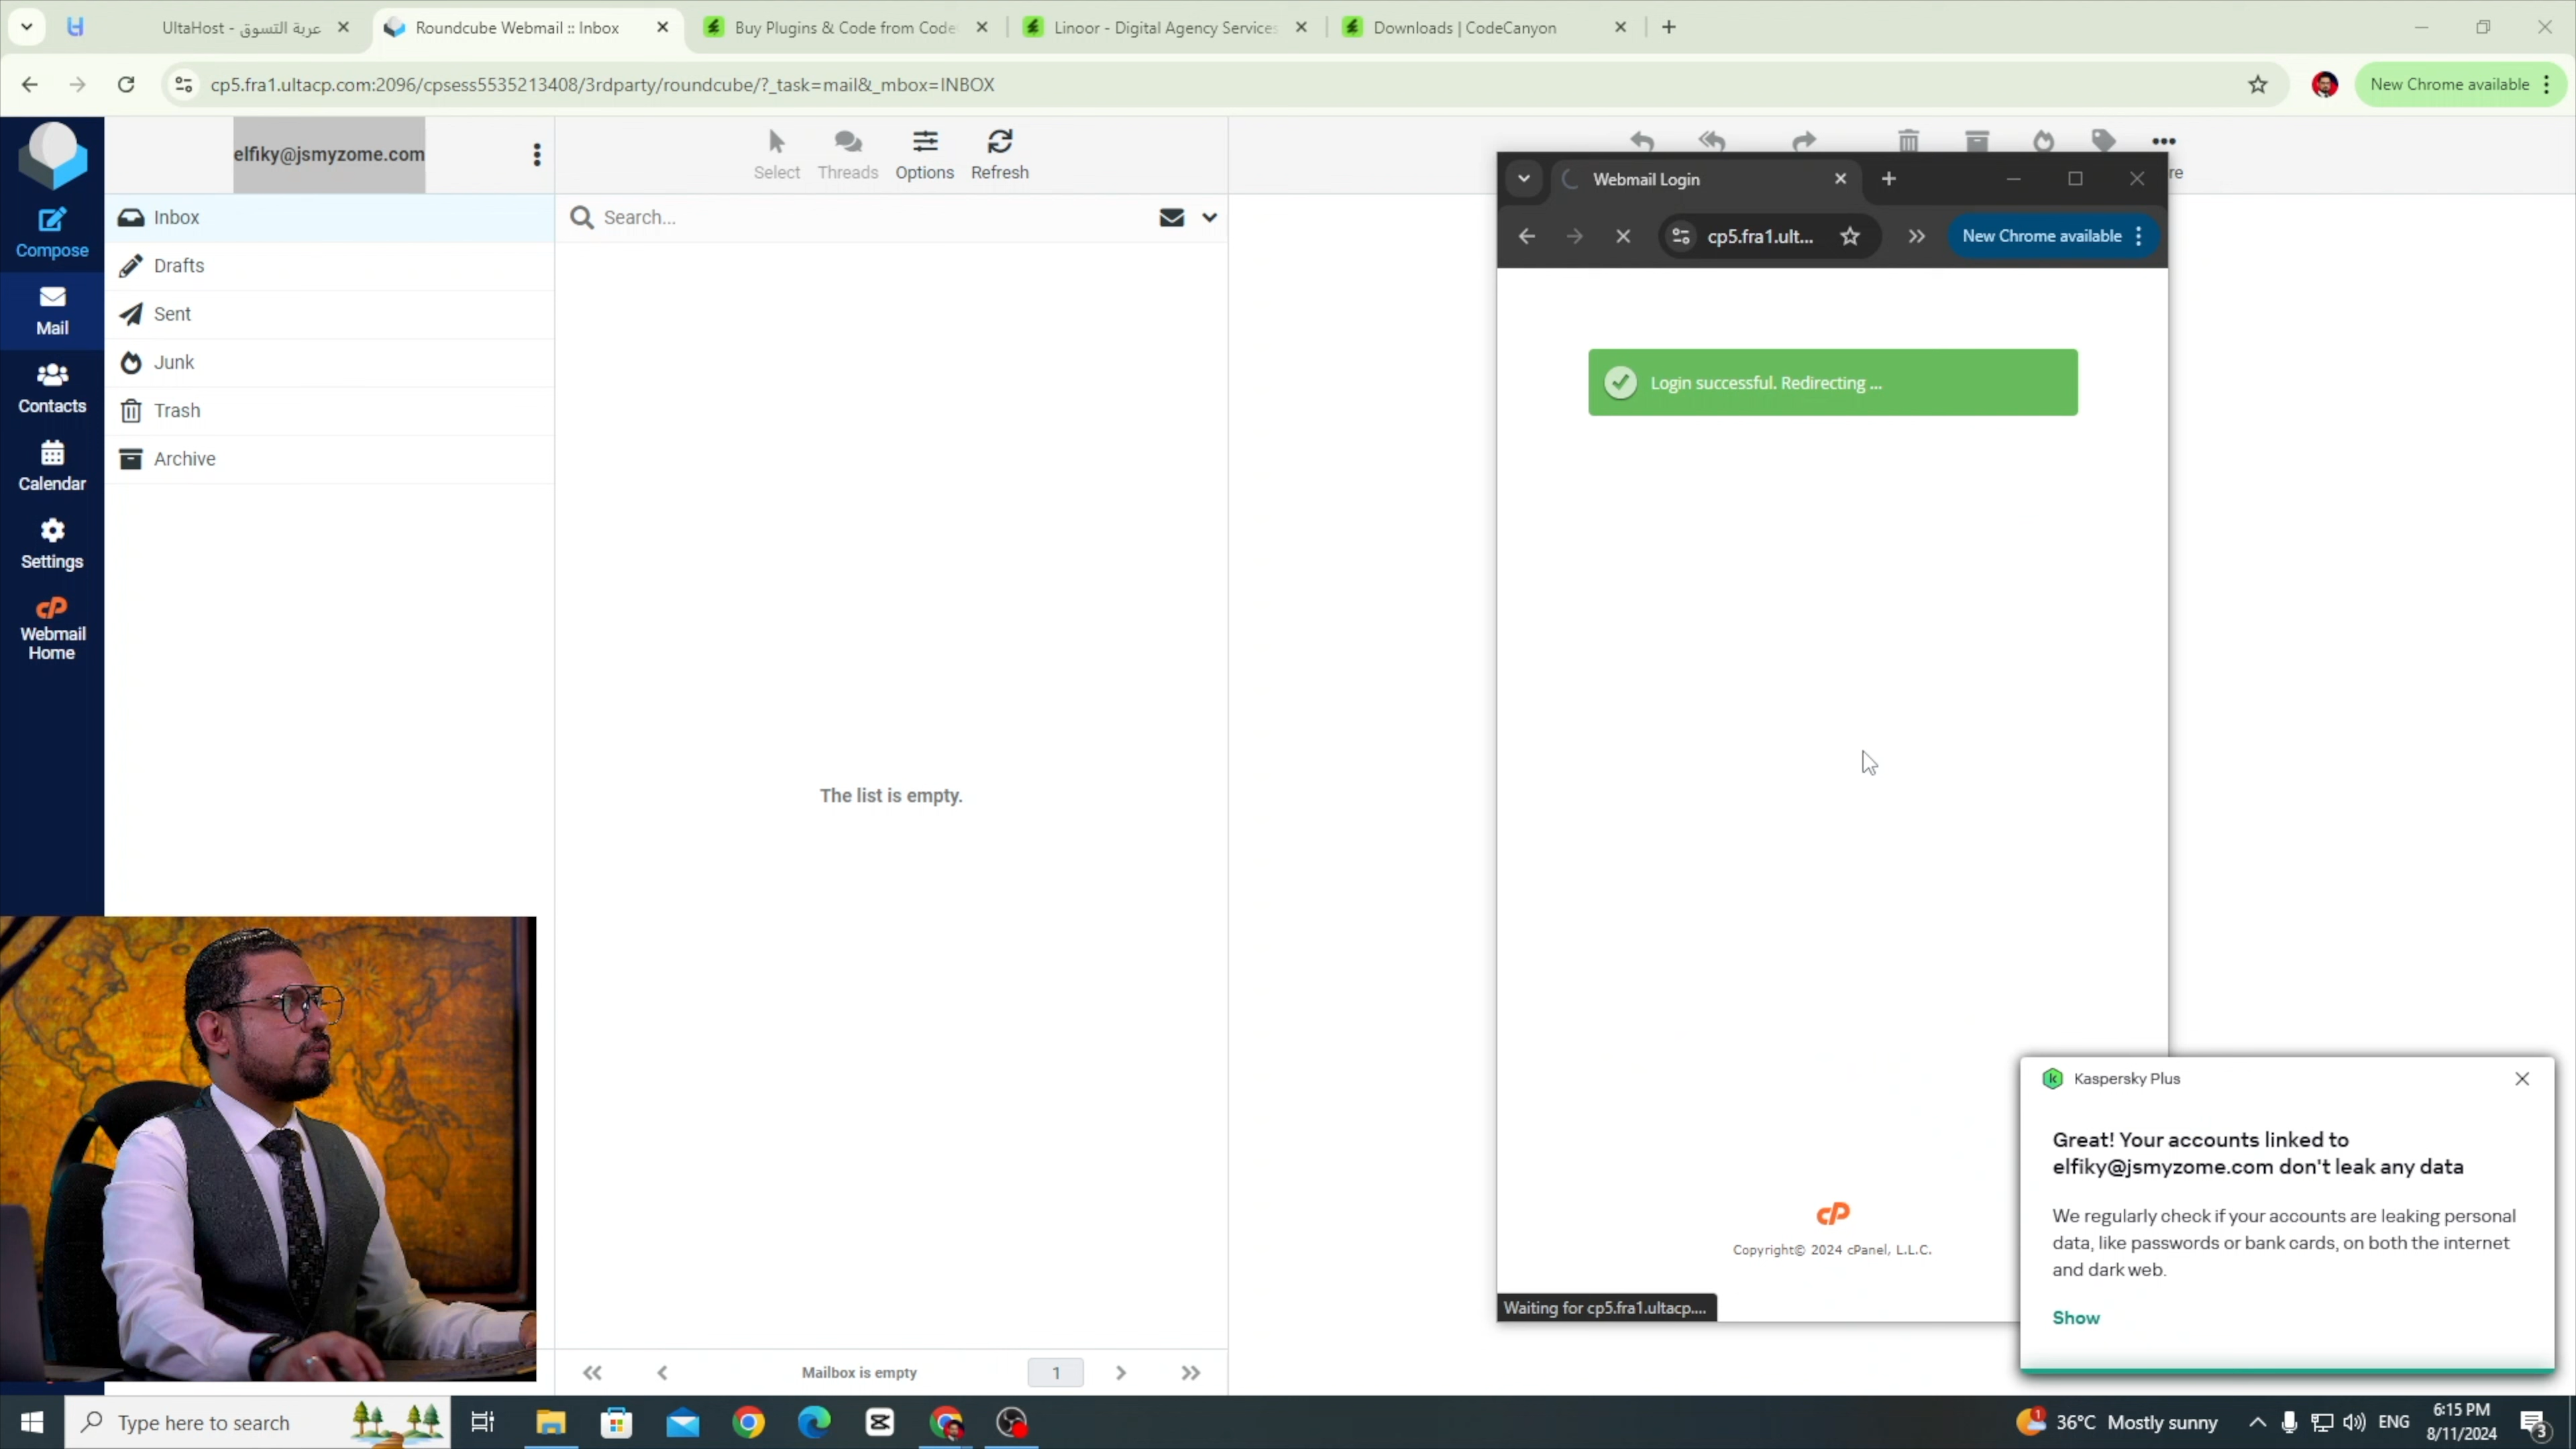 UltaHost - عربة التسوق
Roundcube Webmail :: Inbox
Buy Plugins & Code from Code
Linoor - Digital Agency Services
Downloads | CodeCanyon
cp5.fra1.ultacp.com:2096/cpsess5535213408/3rdparty/roundcube/?_task=mail&_mbox=INBOX
New Chrome available
elfiky@jsmyzome.com
Select
Threads
Options
Refresh
re
Compose
Mail
Contacts
Calendar
Settings
Webmail
Home
Inbox
Drafts
Sent
Junk
Trash
Archive
Search...
The list is empty.
Mailbox is empty
1
Webmail Login
cp5.fra1.ult...
New Chrome available
Login successful. Redirecting ...
cP
Copyright© 2024 cPanel, L.L.C.
Waiting for cp5.fra1.ultacp....
Kaspersky Plus
Great! Your accounts linked to
elfiky@jsmyzome.com don't leak any data
We regularly check if your accounts are leaking personal
data, like passwords or bank cards, on both the internet
and dark web.
Show
Type here to search
1
36°C Mostly sunny
ENG
6:15 PM
8/11/2024
3